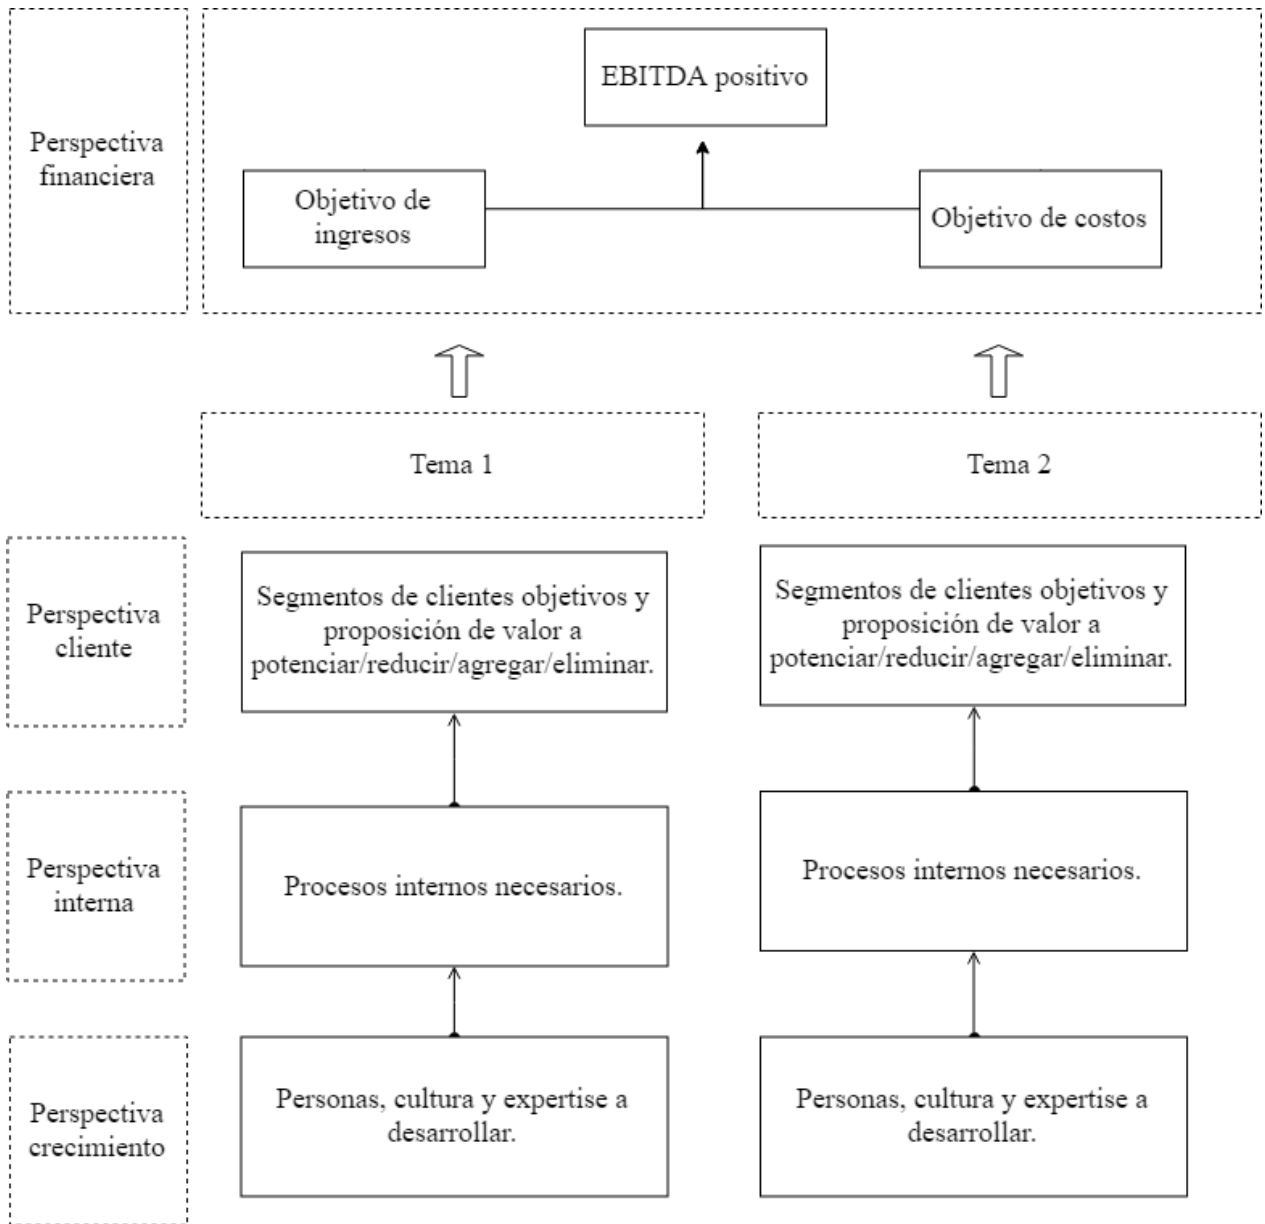 EBITDA positivo
Perspectiva
financiera
Objetivo de
ingresos
Objetivo de costos
Tema 1
Tema 2
Perspectiva
cliente
Segmentos de clientes objetivos y
proposición de valor a
potenciar/reducir/agregar/eliminar.
Segmentos de clientes objetivos y
proposición de valor a
potenciar/reducir/agregar/eliminar.
Perspectiva
interna
Procesos internos necesarios.
Procesos internos necesarios.
Perspectiva
crecimiento
Personas, cultura y expertise a
desarrollar.
Personas, cultura y expertise a
desarrollar.